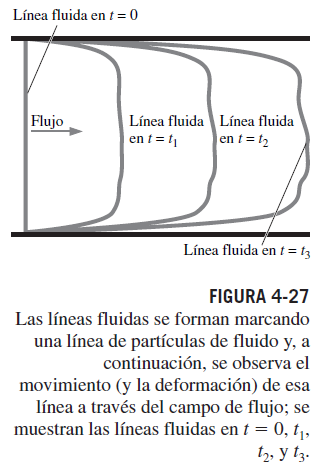 Línea fluida en t = 0
Flujo
Línea fluida
en t = t₁
Línea fluida
en t = t₂
Línea fluida en t = t₃
FIGURA 4-27
Las líneas fluidas se forman marcando
una línea de partículas de fluido y, a
continuación, se observa el
movimiento (y la deformación) de esa
línea a través del campo de flujo; se
muestran las líneas fluidas en t = 0, t₁,
t₂, y t₃.